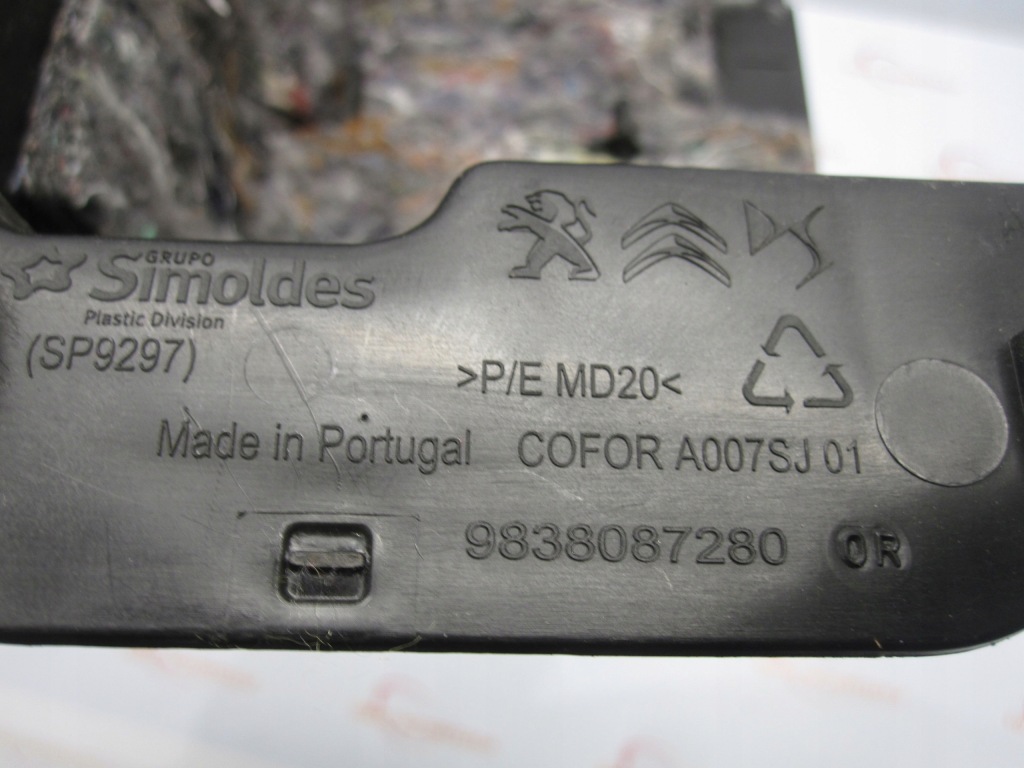 GRUPO
Simoldes
Plastic Division
(SP9297)
>P/E MD20<
Made in Portugal COFOR A007SJ 01
9838087280 0R